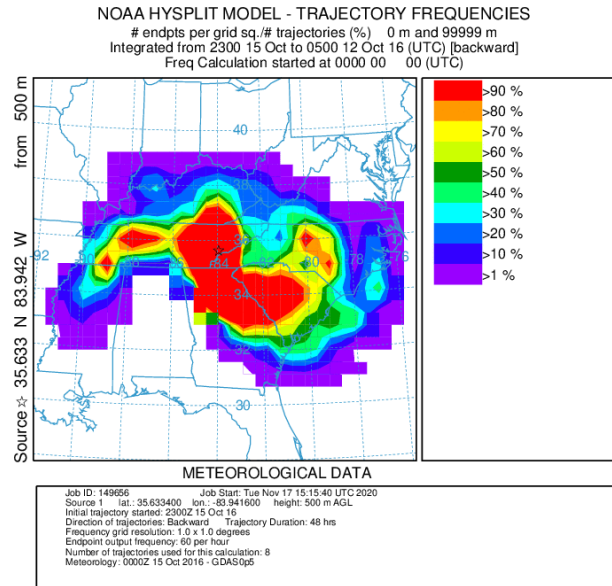 NOAA HYSPLIT MODEL - TRAJECTORY FREQUENCIES
# endpts per grid sq./# trajectories (%) 0 m and 99999 m
Integrated from 2300 15 Oct to 0500 12 Oct 16 (UTC) [backward]
Freq Calculation started at 0000 00 00 (UTC)
Source ☆ 35.633 N 83.942 W from 500 m
40
38
36
-92
-90
-88
-84
-82
-80
-78
-76
34
32
30
>90 %
>80 %
>70 %
>60 %
>50 %
>40 %
>30 %
>20 %
>10 %
>1 %
METEOROLOGICAL DATA
Job ID: 149656 Job Start: Tue Nov 17 15:15:40 UTC 2020
Source 1 lat.: 35.633400 lon.: -83.941600 height: 500 m AGL
Initial trajectory started: 2300Z 15 Oct 16
Direction of trajectories: Backward Trajectory Duration: 48 hrs
Frequency grid resolution: 1.0 x 1.0 degrees
Endpoint output frequency: 60 per hour
Number of trajectories used for this calculation: 8
Meteorology: 0000Z 15 Oct 2016 - GDAS0p5